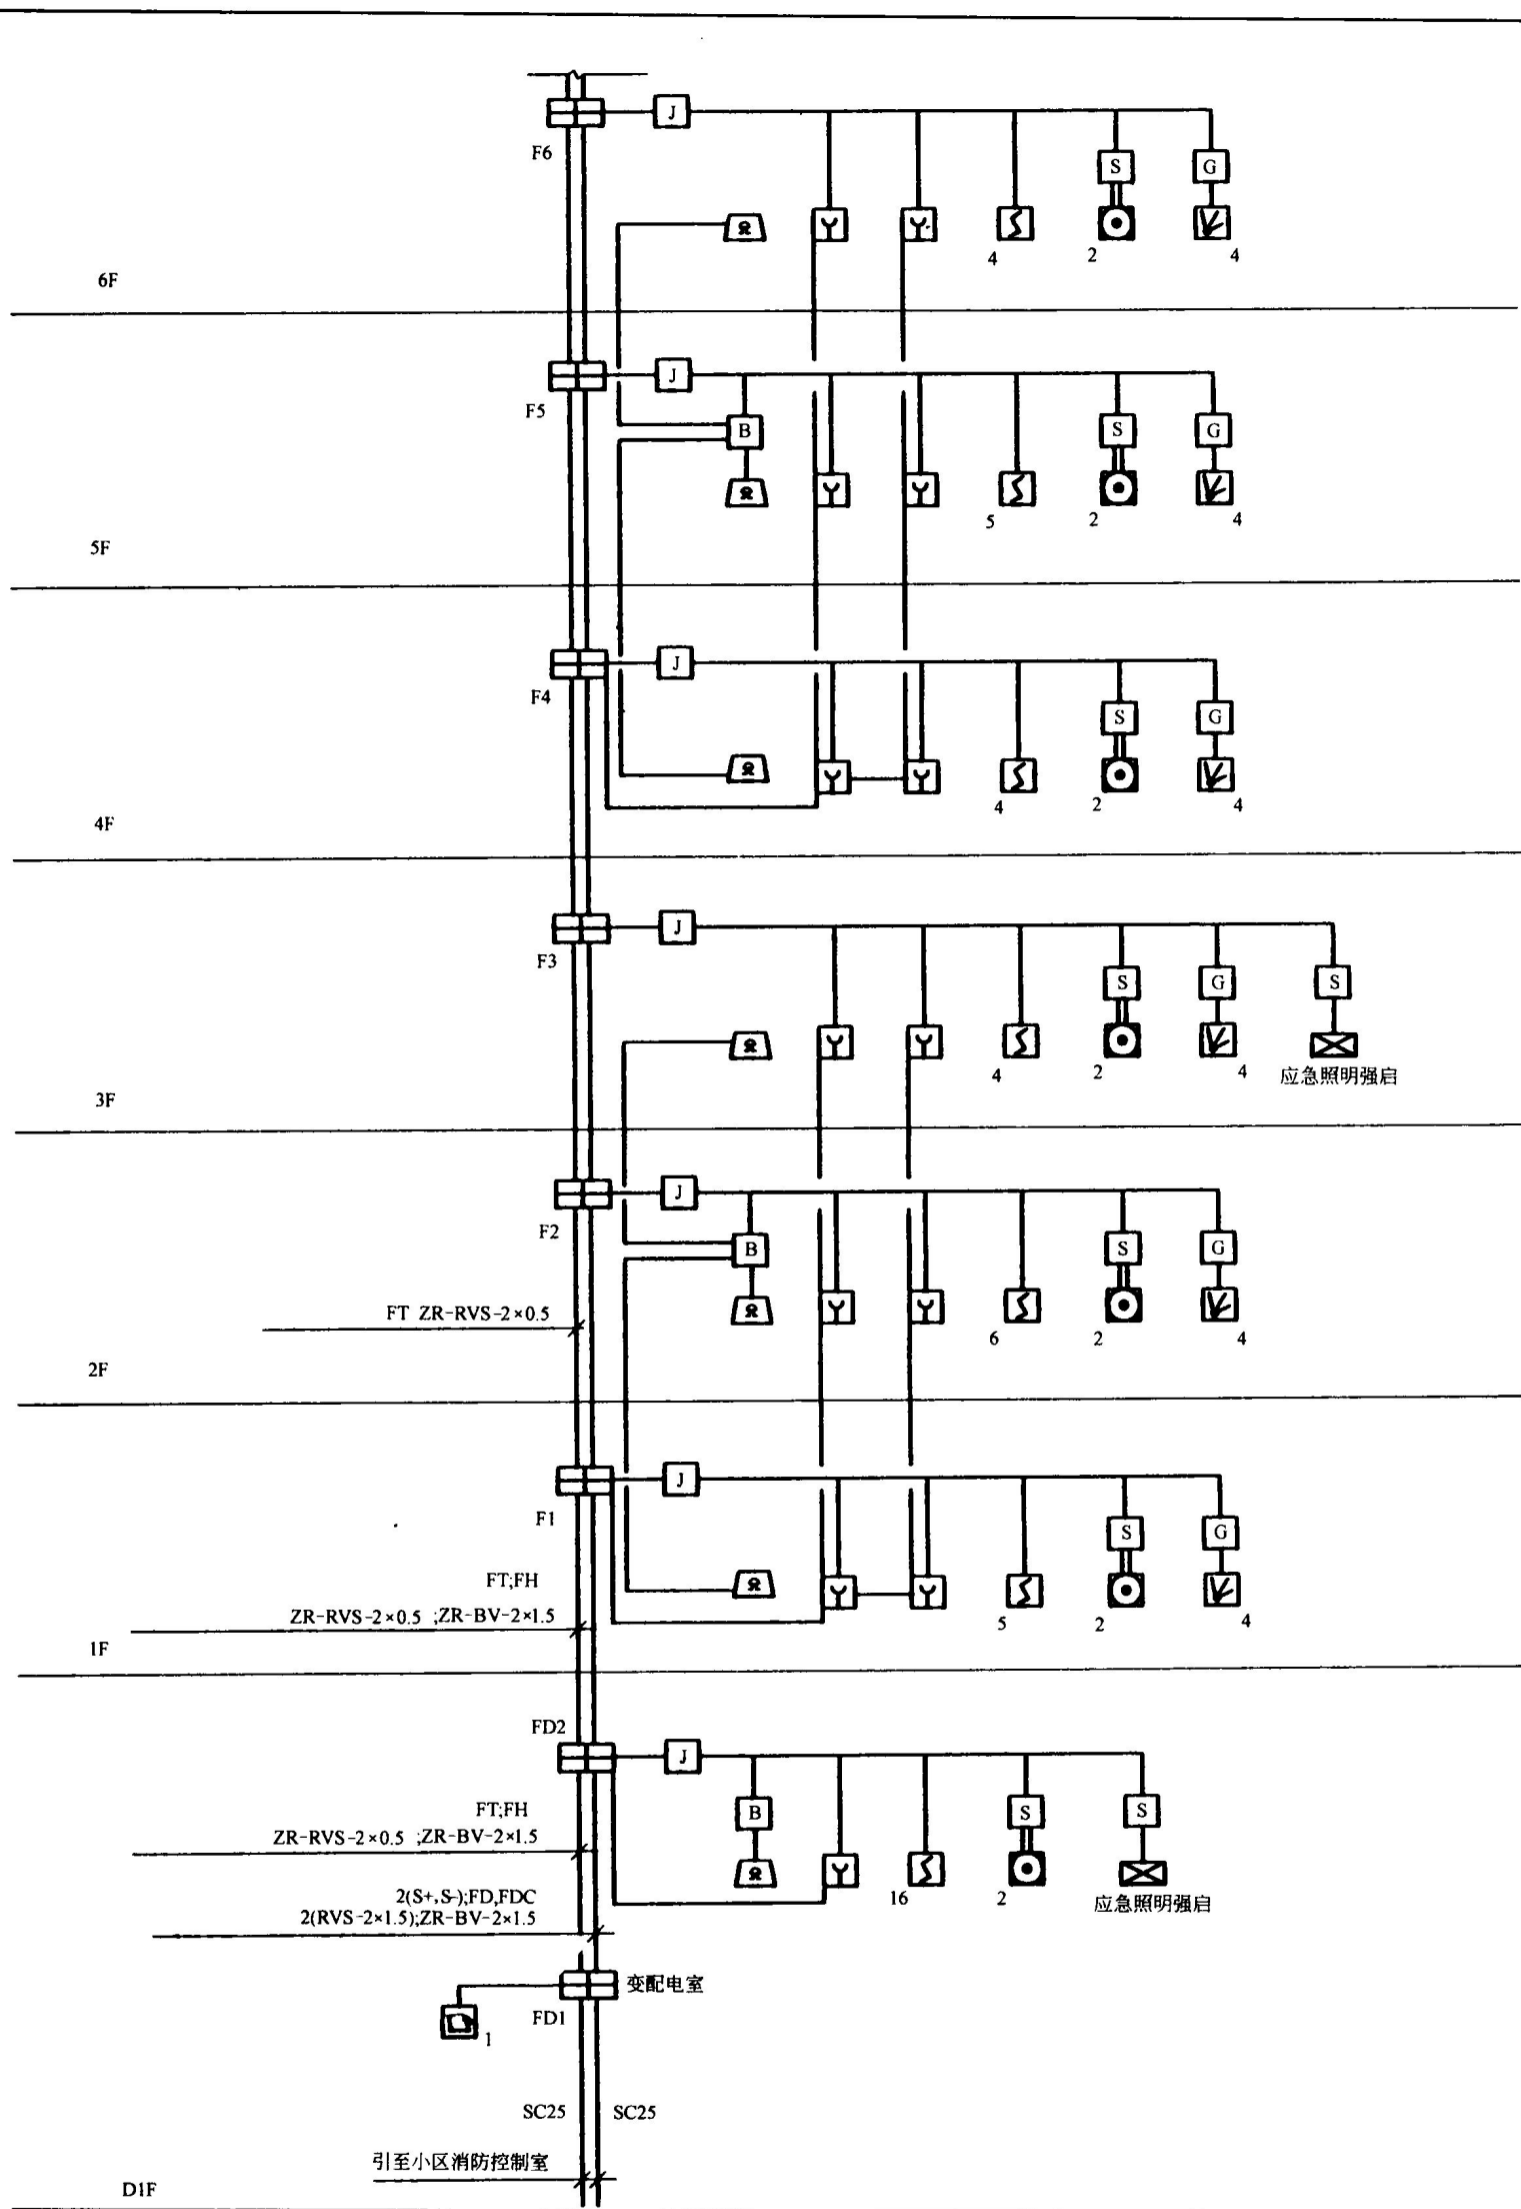 J
F6
S
G
4
2
4
6F
J
F5
B
S
G
5
2
4
5F
J
F4
S
G
4
2
4
4F
J
F3
S
G
S
4
2
4
应急照明强启
3F
J
F2
B
S
G
FT ZR-RVS-2×0.5
6
2
4
2F
J
F1
S
G
FT;FH
ZR-RVS-2×0.5 ;ZR-BV-2×1.5
5
2
4
1F
FD2
J
B
S
S
FT;FH
ZR-RVS-2×0.5 ;ZR-BV-2×1.5
16
2
应急照明强启
2(S+,S-);FD,FDC
2(RVS-2×1.5);ZR-BV-2×1.5
变配电室
FD1
1
SC25
SC25
引至小区消防控制室
D1F